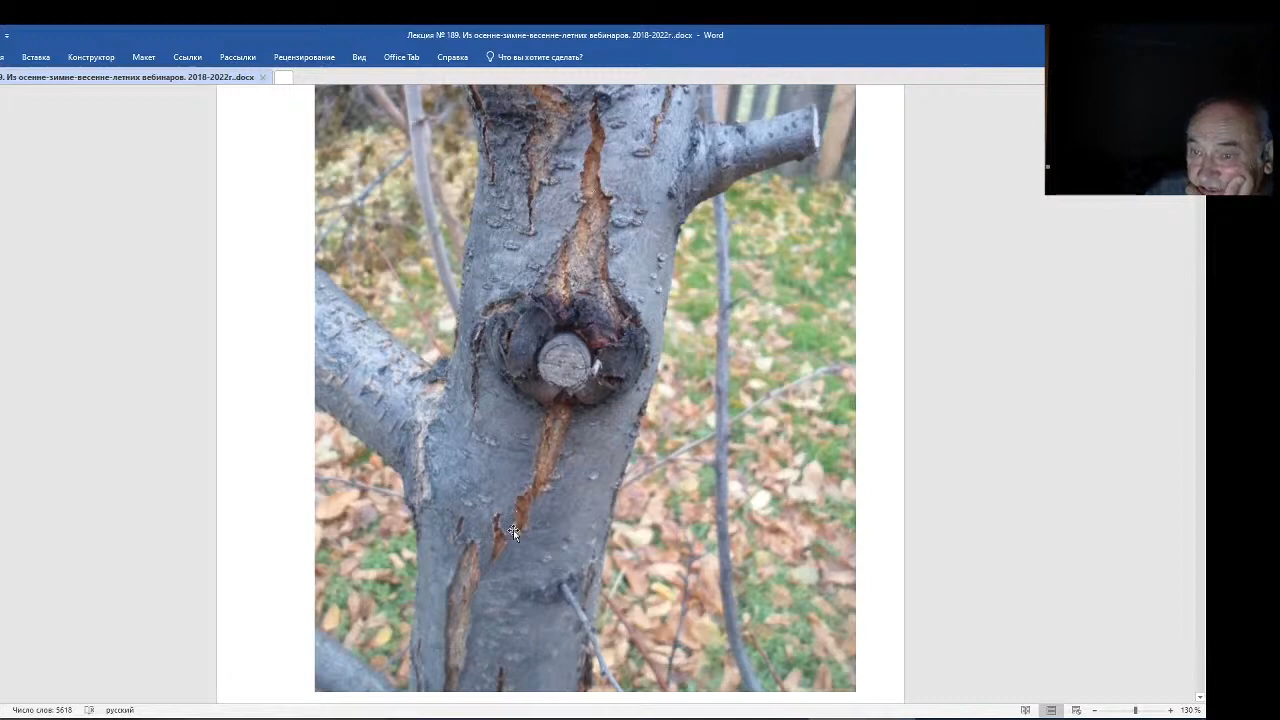 Лекция № 189. Из осенне-зимне-весенне-летних вебинаров. 2018-2022г..docx - Word
я Вставка Конструктор Макет Ссылки Рассылки Рецензирование Вид Office Tab Справка Что вы хотите сделать?
9. Из осенне-зимне-весенне-летних вебинаров. 2018-2022г..docx
Число слов: 5618 русский 130 %